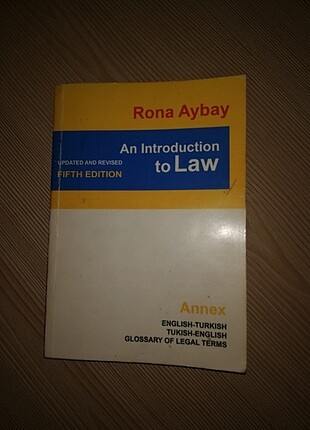 Rona Aybay
An Introduction
UPDATED AND REVISED
to Law
FIFTH EDITION
Annex
ENGLISH-TURKISH
TUKISH-ENGLISH
GLOSSARY OF LEGAL TERMS